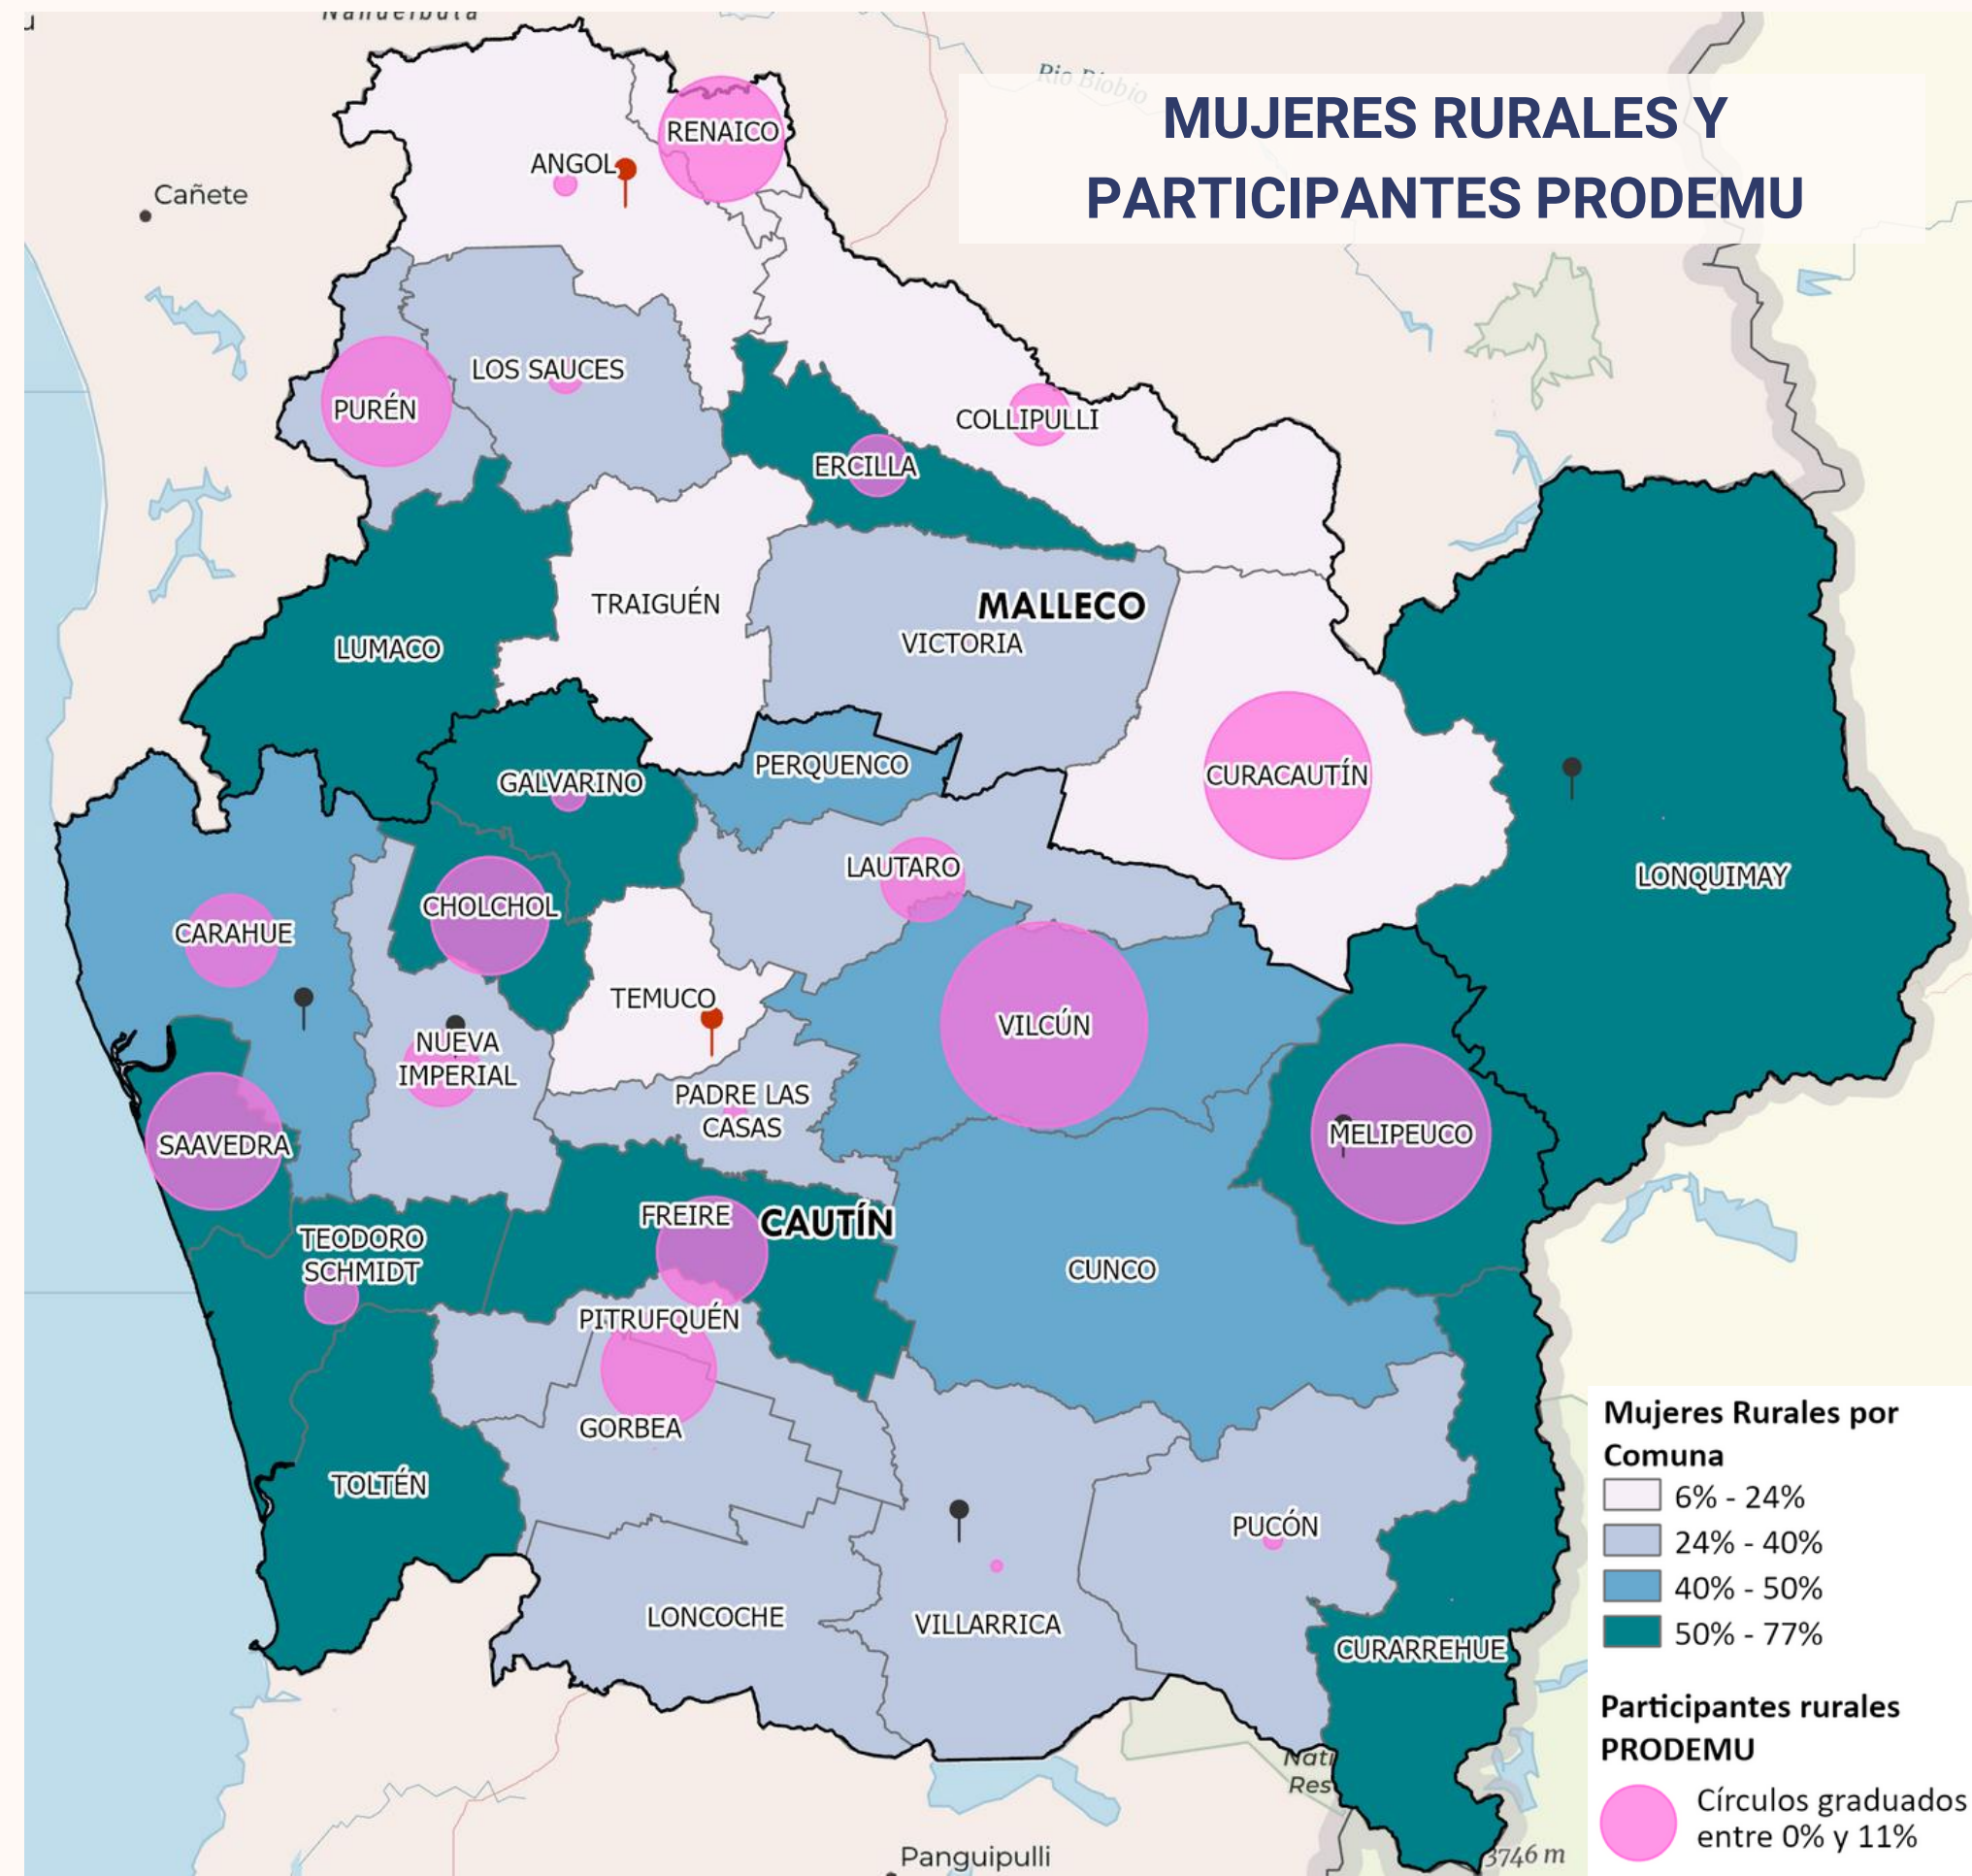 Río Biobío
MUJERES RURALES Y
PARTICIPANTES PRODEMU
RENAICO
ANGOL
Cañete
LOS SAUCES
PURÉN
COLLIPULLI
ERCILLA
TRAIGUÉN
MALLECO
VICTORIA
LUMACO
PERQUENCO
GALVARINO
CURACAUTÍN
LAUTARO
LONQUIMAY
CHOLCHOL
CARAHUE
TEMUCO
VILCÚN
NUEVA
IMPERIAL
PADRE LAS
CASAS
MELIPEUCO
SAAVEDRA
FREIRE
CAUTÍN
TEODORO
SCHMIDT
CUNCO
PITRUFQUÉN
GORBEA
TOLTÉN
PUCÓN
LONCOCHE
VILLARRICA
CURARREHUE
Mujeres Rurales por
Comuna
6% - 24%
24% - 40%
40% - 50%
50% - 77%
Participantes rurales
PRODEMU
Círculos graduados
entre 0% y 11%
Panguipulli
3746 m